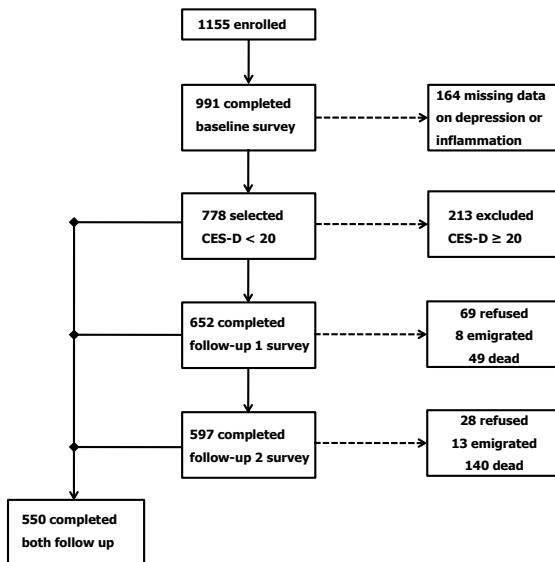 1155 enrolled
991 completed
baseline survey
164 missing data
on depression or
inflammation
778 selected
CES-D < 20
213 excluded
CES-D ≥ 20
652 completed
follow-up 1 survey
69 refused
8 emigrated
49 dead
597 completed
follow-up 2 survey
28 refused
13 emigrated
140 dead
550 completed
both follow up